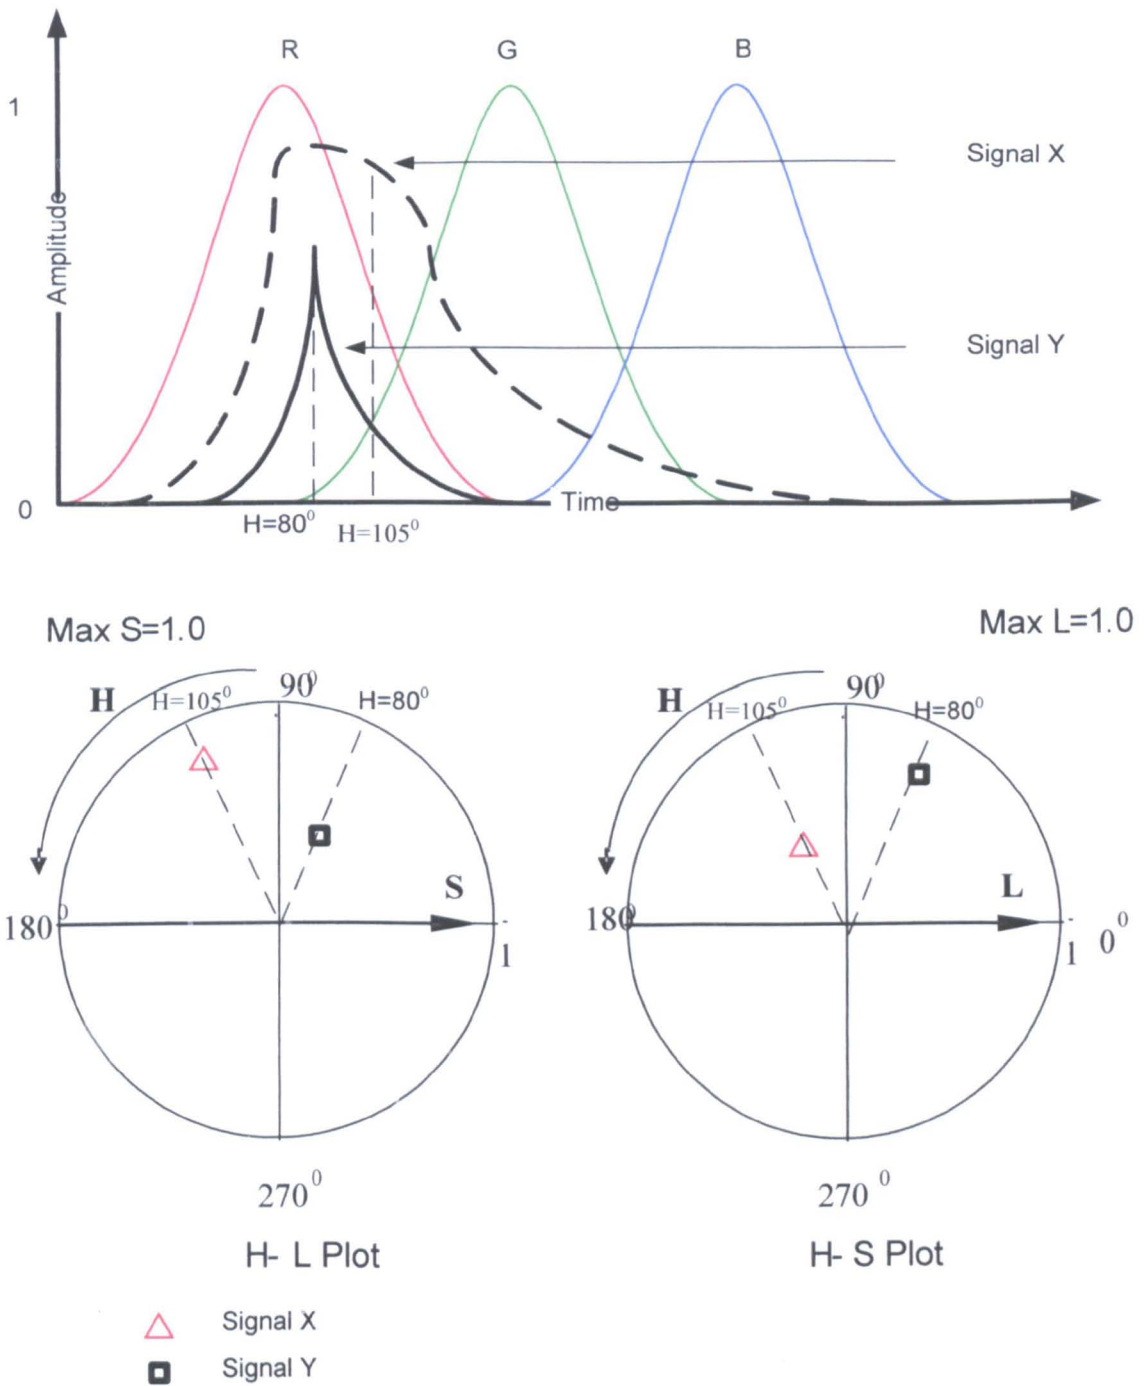 R G B
1
Signal X
Amplitude
Signal Y
0
Time
H=80⁰
H=105⁰
Max S=1.0
Max L=1.0
H
H=105⁰
90⁰
H=80⁰
H
H=105⁰
90⁰
H=80⁰
S
L
180⁰
1
180⁰
1
0⁰
270⁰
270⁰
H- L Plot
H- S Plot
Signal X
Signal Y